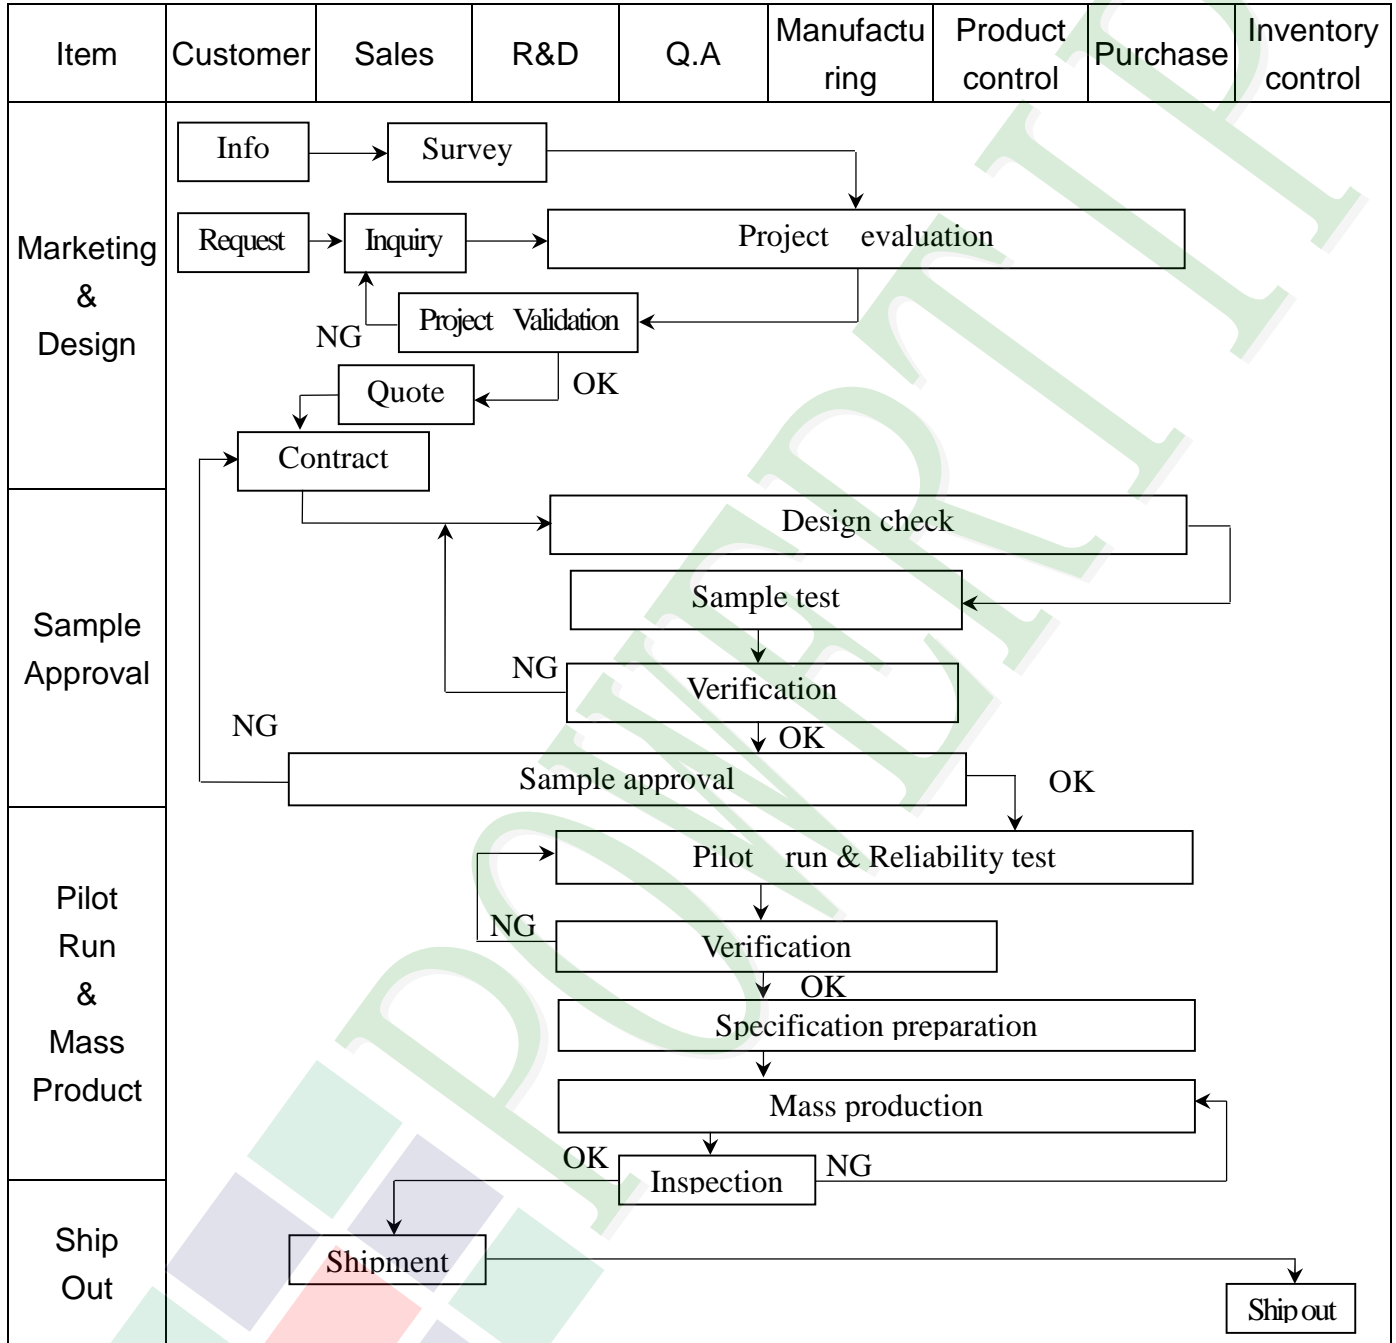 Item
Customer
Sales
R&D
Q.A
Manufactu
ring
Product
control
Purchase
Inventory
control
Marketing
&
Design
Info
Survey
Request
Inquiry
Project evaluation
NG
Project Validation
Quote
OK
Contract
Sample
Approval
Design check
Sample test
NG
Verification
NG
OK
Sample approval
OK
Pilot
Run
&
Mass
Product
Pilot run & Reliability test
NG
Verification
OK
Specification preparation
Mass production
OK
Inspection
NG
Ship
Out
Shipment
Ship out
POWERTIP